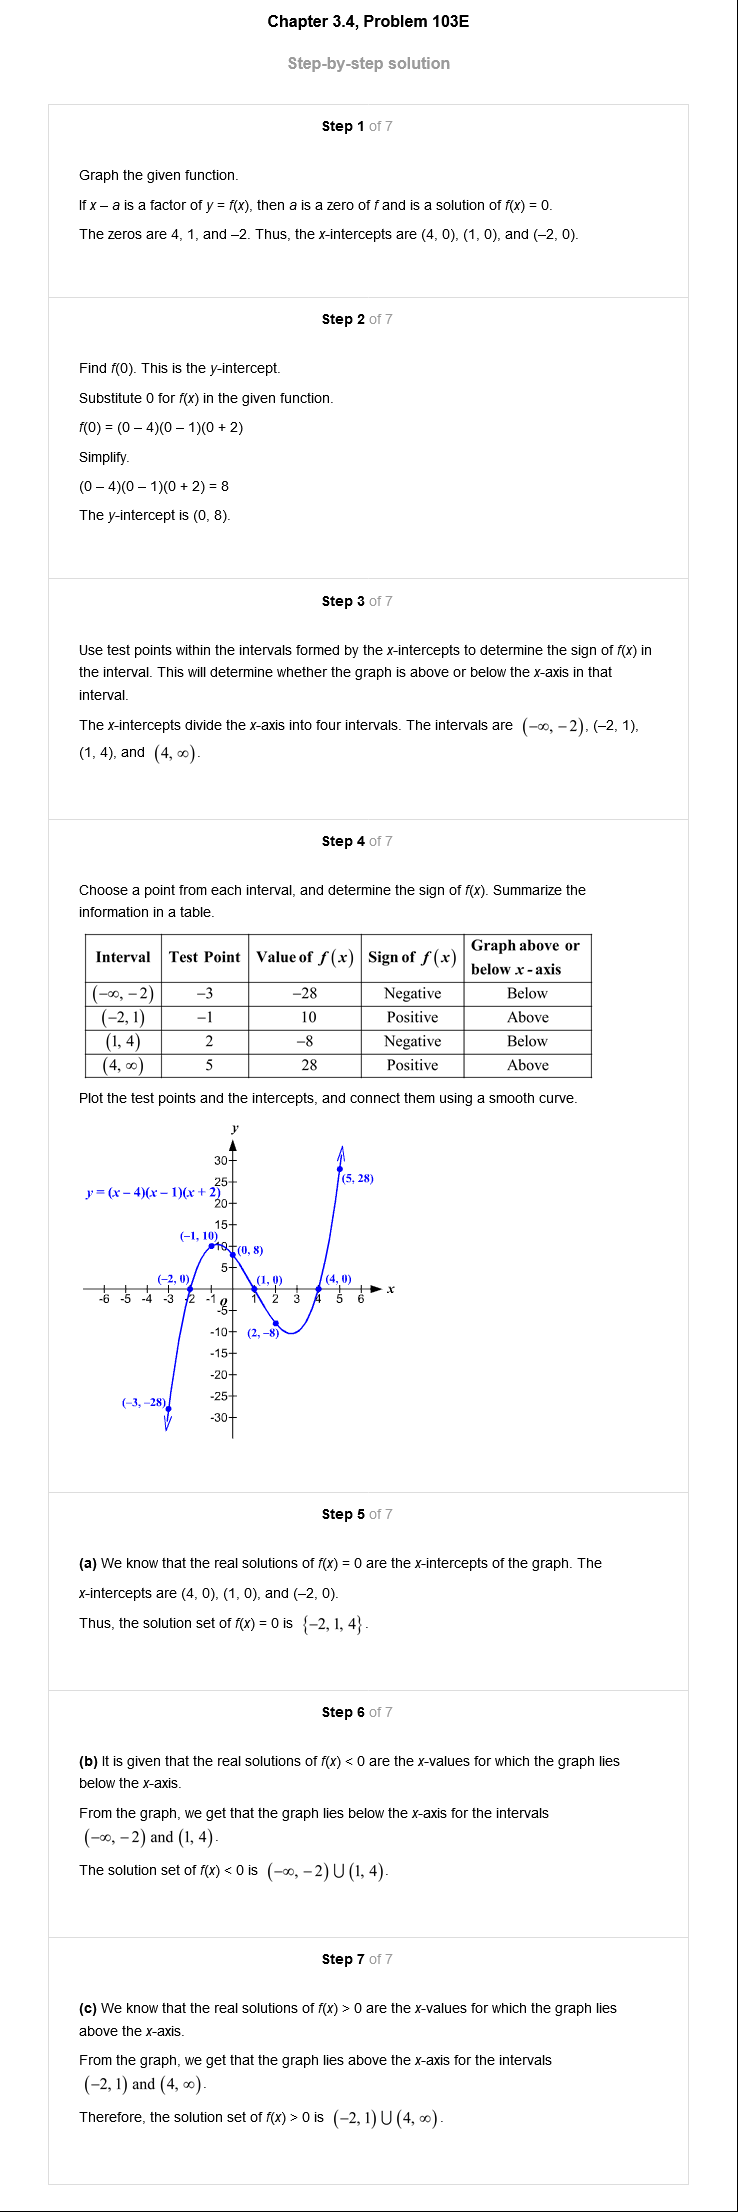 Chapter 3.4, Problem 103E
Step-by-step solution
Step 1 of 7
Graph the given function.
If x – a is a factor of y = f(x), then a is a zero of f and is a solution of f(x) = 0.
The zeros are 4, 1, and –2. Thus, the x-intercepts are (4, 0), (1, 0), and (–2, 0).
Step 2 of 7
Find f(0). This is the y-intercept.
Substitute 0 for f(x) in the given function.
f(0) = (0 – 4)(0 – 1)(0 + 2)
Simplify.
(0 – 4)(0 – 1)(0 + 2) = 8
The y-intercept is (0, 8).
Step 3 of 7
Use test points within the intervals formed by the x-intercepts to determine the sign of f(x) in
the interval. This will determine whether the graph is above or below the x-axis in that
interval.
The x-intercepts divide the x-axis into four intervals. The intervals are (−∞, −2), (–2, 1),
(1, 4), and (4, ∞).
Step 4 of 7
Choose a point from each interval, and determine the sign of f(x). Summarize the
information in a table.
Interval Test Point Value of f(x) Sign of f(x) Graph above or
below x-axis
(−∞, −2) −3 −28 Negative Below
(−2, 1) −1 10 Positive Above
(1, 4) 2 −8 Negative Below
(4, ∞) 5 28 Positive Above
Plot the test points and the intercepts, and connect them using a smooth curve.
y
30
(5, 28)
25
y = (x – 4)(x – 1)(x + 2)
20
15
(–1, 10)
10
(0, 8)
5
(–2, 0) (1, 0) (4, 0)
x
-6 -5 -4 -3 -2 -1 O 1 2 3 4 5 6
-5
-10 (2, –8)
-15
-20
-25
(–3, –28)
-30
Step 5 of 7
(a) We know that the real solutions of f(x) = 0 are the x-intercepts of the graph. The
x-intercepts are (4, 0), (1, 0), and (–2, 0).
Thus, the solution set of f(x) = 0 is {−2, 1, 4}.
Step 6 of 7
(b) It is given that the real solutions of f(x) < 0 are the x-values for which the graph lies
below the x-axis.
From the graph, we get that the graph lies below the x-axis for the intervals
(−∞, −2) and (1, 4).
The solution set of f(x) < 0 is (−∞, −2) ∪ (1, 4).
Step 7 of 7
(c) We know that the real solutions of f(x) > 0 are the x-values for which the graph lies
above the x-axis.
From the graph, we get that the graph lies above the x-axis for the intervals
(−2, 1) and (4, ∞).
Therefore, the solution set of f(x) > 0 is (−2, 1) ∪ (4, ∞).